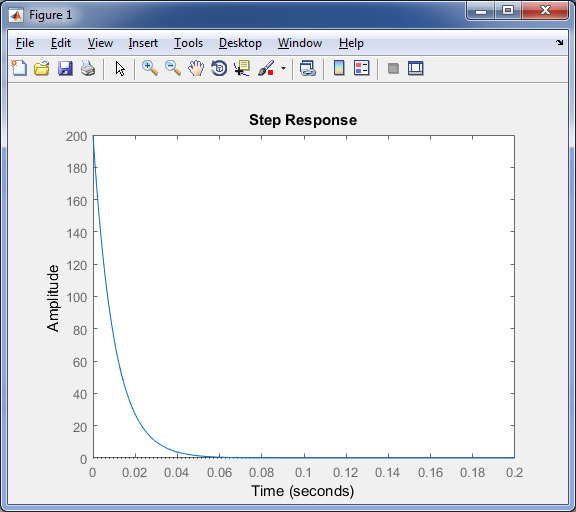 Figure 1
File Edit View Insert Tools Desktop Window Help
Step Response
200
180
160
140
120
100
80
60
40
20
0
Amplitude
0 0.02 0.04 0.06 0.08 0.1 0.12 0.14 0.16 0.18 0.2
Time (seconds)